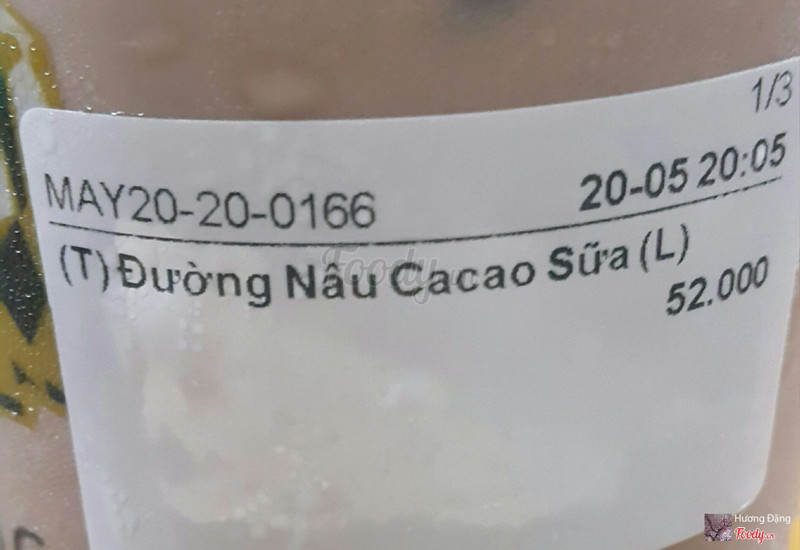 1/3
MAY20-20-0166 20-05 20:05
(T) Đường Nâu Cacao Sữa (L)
52.000
Foody
Hương Đặng
Foody.vn